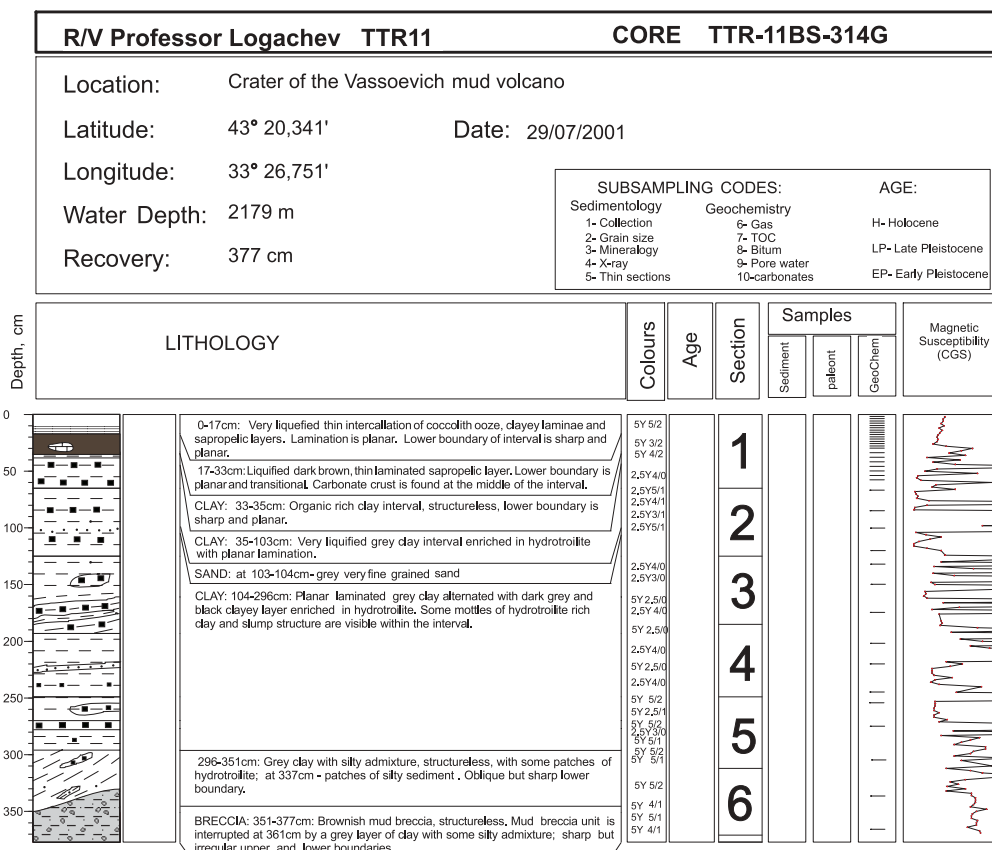 R/V Professor Logachev TTR11
CORE TTR-11BS-314G
Location: Crater of the Vassoevich mud volcano
Latitude: 43° 20,341' Date: 29/07/2001
Longitude: 33° 26,751'
Water Depth: 2179 m
Recovery: 377 cm
SUBSAMPLING CODES:
Sedimentology
1- Collection
2- Grain size
3- Mineralogy
4- X-ray
5- Thin sections
Geochemistry
6- Gas
7- TOC
8- Bitum
9- Pore water
10-carbonates
AGE:
H- Holocene
LP- Late Pleistocene
EP- Early Pleistocene
Depth, cm
LITHOLOGY
Colours
Age
Section
Samples
Sediment
paleont
GeoChem
Magnetic
Susceptibility
(CGS)
0
50
100
150
200
250
300
350
0-17cm: Very liquefied thin intercallation of coccolith ooze, clayey laminae and
sapropelic layers. Lamination is planar. Lower boundary of interval is sharp and
planar.
17-33cm: Liquified dark brown, thin laminated sapropelic layer. Lower boundary is
planar and transitional. Carbonate crust is found at the middle of the interval.
CLAY: 33-35cm: Organic rich clay interval, structureless, lower boundary is
sharp and planar.
CLAY: 35-103cm: Very liquified grey clay interval enriched in hydrotroilite
with planar lamination.
SAND: at 103-104cm- grey very fine grained sand
CLAY: 104-296cm: Planar laminated grey clay alternated with dark grey and
black clayey layer enriched in hydrotroilite. Some mottles of hydrotroilite rich
clay and slump structure are visible within the interval.
296-351cm: Grey clay with silty admixture, structureless, with some patches of
hydrotroilite; at 337cm - patches of silty sediment . Oblique but sharp lower
boundary.
BRECCIA: 351-377cm: Brownish mud breccia, structureless. Mud breccia unit is
interrupted at 361cm by a grey layer of clay with some silty admixture; sharp but
irregular upper and lower boundaries
5Y 5/2
5Y 3/2
5Y 4/2
2.5Y4/0
2.5Y5/1
2.5Y4/1
2.5Y3/1
2.5Y5/1
2.5Y4/0
2.5Y3/0
5Y 2.5/0
2.5Y 4/0
5Y 2.5/0
2.5Y4/0
5Y 2.5/0
2.5Y4/0
5Y 5/2
5Y 2.5/1
5Y 5/2
2.5Y3/0
5Y 5/1
5Y 5/2
5Y 5/1
5Y 5/2
5Y 4/1
5Y 5/1
5Y 4/1
1
2
3
4
5
6